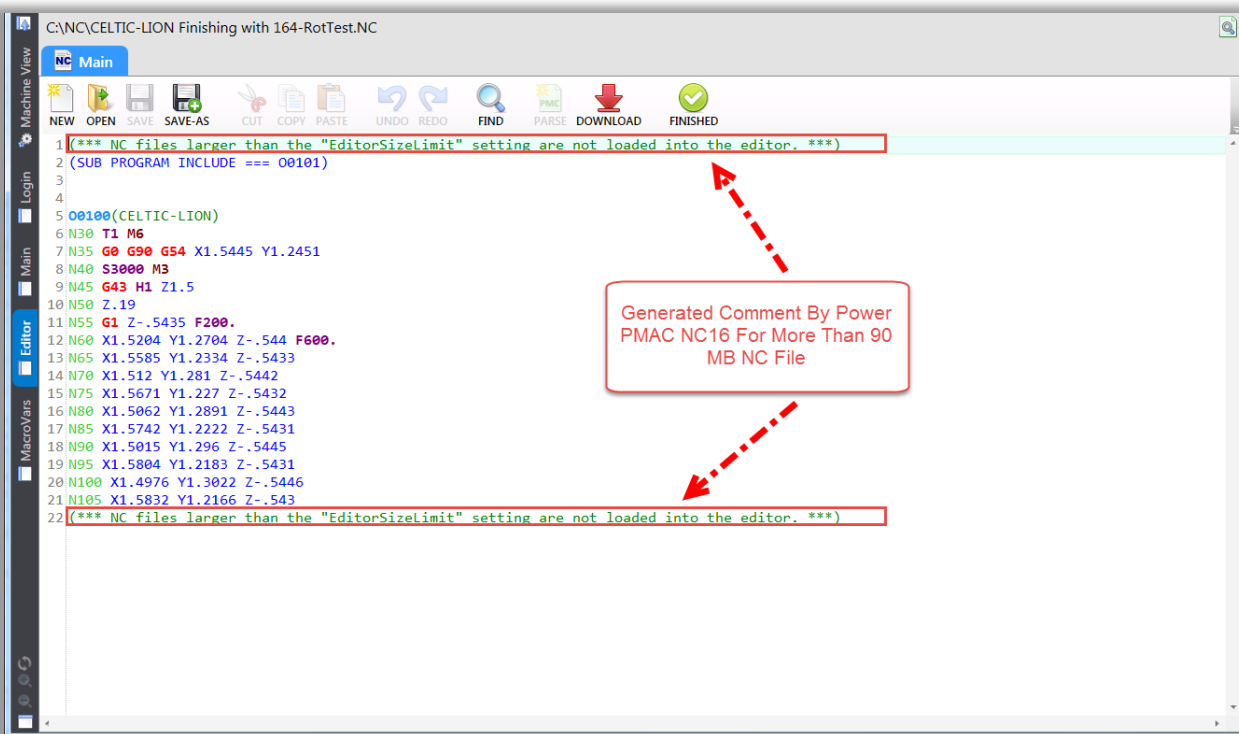 C:\NC\CELTIC-LION Finishing with 164-RotTest.NC
NC Main
NEW OPEN SAVE SAVE-AS CUT COPY PASTE UNDO REDO FIND PMC PARSE DOWNLOAD FINISHED
Machine View
Login
Main
Editor
MacroVars
1 (*** NC files larger than the "EditorSizeLimit" setting are not loaded into the editor. ***)
2 (SUB PROGRAM INCLUDE === O0101)
3
4
5 O0100(CELTIC-LION)
6 N30 T1 M6
7 N35 G0 G90 G54 X1.5445 Y1.2451
8 N40 S3000 M3
9 N45 G43 H1 Z1.5
10 N50 Z.19
11 N55 G1 Z-.5435 F200.
12 N60 X1.5204 Y1.2704 Z-.544 F600.
13 N65 X1.5585 Y1.2334 Z-.5433
14 N70 X1.512 Y1.281 Z-.5442
15 N75 X1.5671 Y1.227 Z-.5432
16 N80 X1.5062 Y1.2891 Z-.5443
17 N85 X1.5742 Y1.2222 Z-.5431
18 N90 X1.5015 Y1.296 Z-.5445
19 N95 X1.5804 Y1.2183 Z-.5431
20 N100 X1.4976 Y1.3022 Z-.5446
21 N105 X1.5832 Y1.2166 Z-.543
22 (*** NC files larger than the "EditorSizeLimit" setting are not loaded into the editor. ***)
Generated Comment By Power
PMAC NC16 For More Than 90
MB NC File